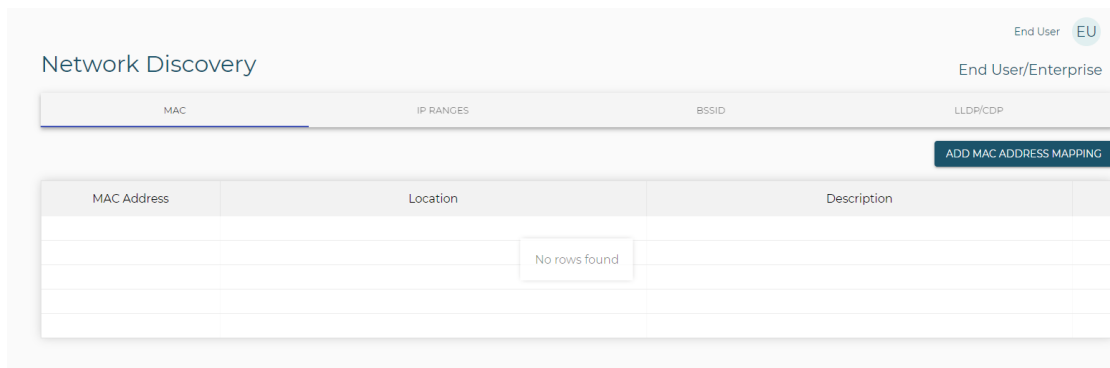 End User EU
Network Discovery
End User/Enterprise
MAC IP RANGES BSSID LLDP/CDP
ADD MAC ADDRESS MAPPING
MAC Address Location Description
No rows found